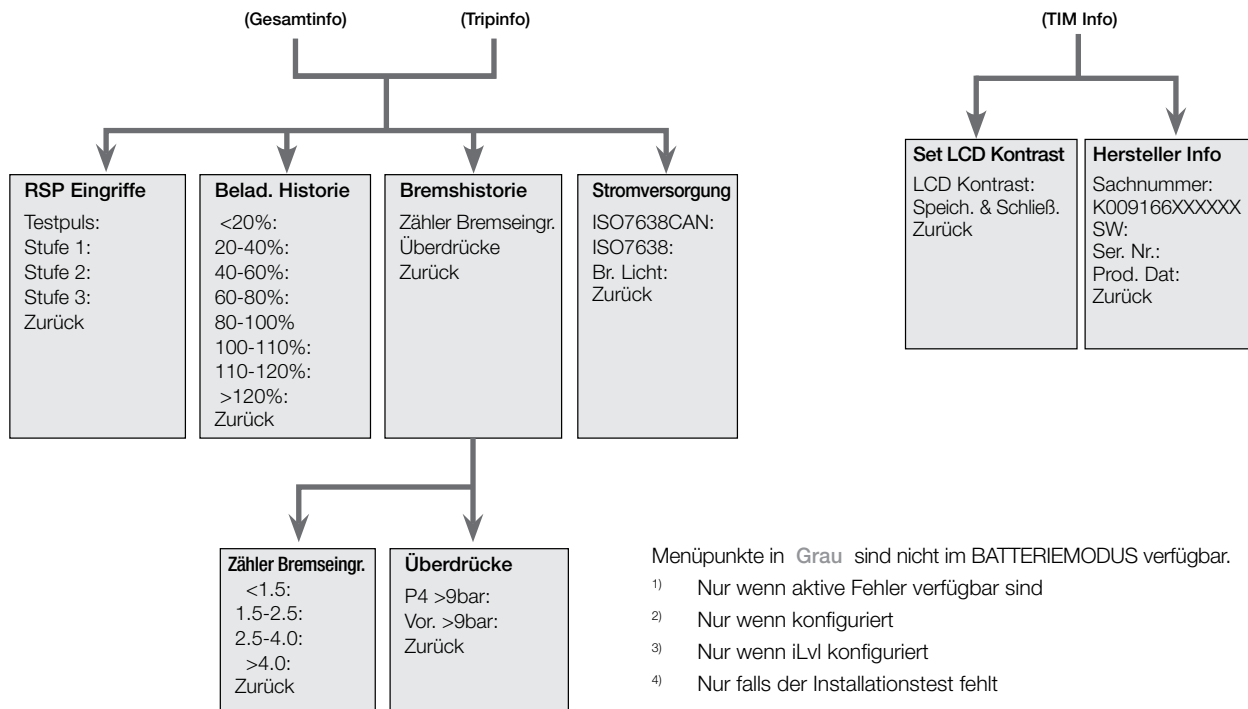 (Gesamtinfo)
(Tripinfo)
(TIM Info)
RSP Eingriffe
Testpuls:
Stufe 1:
Stufe 2:
Stufe 3:
Zurück
Belad. Historie
<20%:
20-40%:
40-60%:
60-80%:
80-100%
100-110%:
110-120%:
>120%:
Zurück
Bremshistorie
Zähler Bremseingr.
Überdrücke
Zurück
Stromversorgung
ISO7638CAN:
ISO7638:
Br. Licht:
Zurück
Set LCD Kontrast
LCD Kontrast:
Speich. & Schließ.
Zurück
Hersteller Info
Sachnummer:
K009166XXXXXX
SW:
Ser. Nr.:
Prod. Dat:
Zurück
Zähler Bremseingr.
<1.5:
1.5-2.5:
2.5-4.0:
>4.0:
Zurück
Überdrücke
P4 >9bar:
Vor. >9bar:
Zurück
Menüpunkte in Grau sind nicht im BATTERIEMODUS verfügbar.
1) Nur wenn aktive Fehler verfügbar sind
2) Nur wenn konfiguriert
3) Nur wenn iLvl konfiguriert
4) Nur falls der Installationstest fehlt